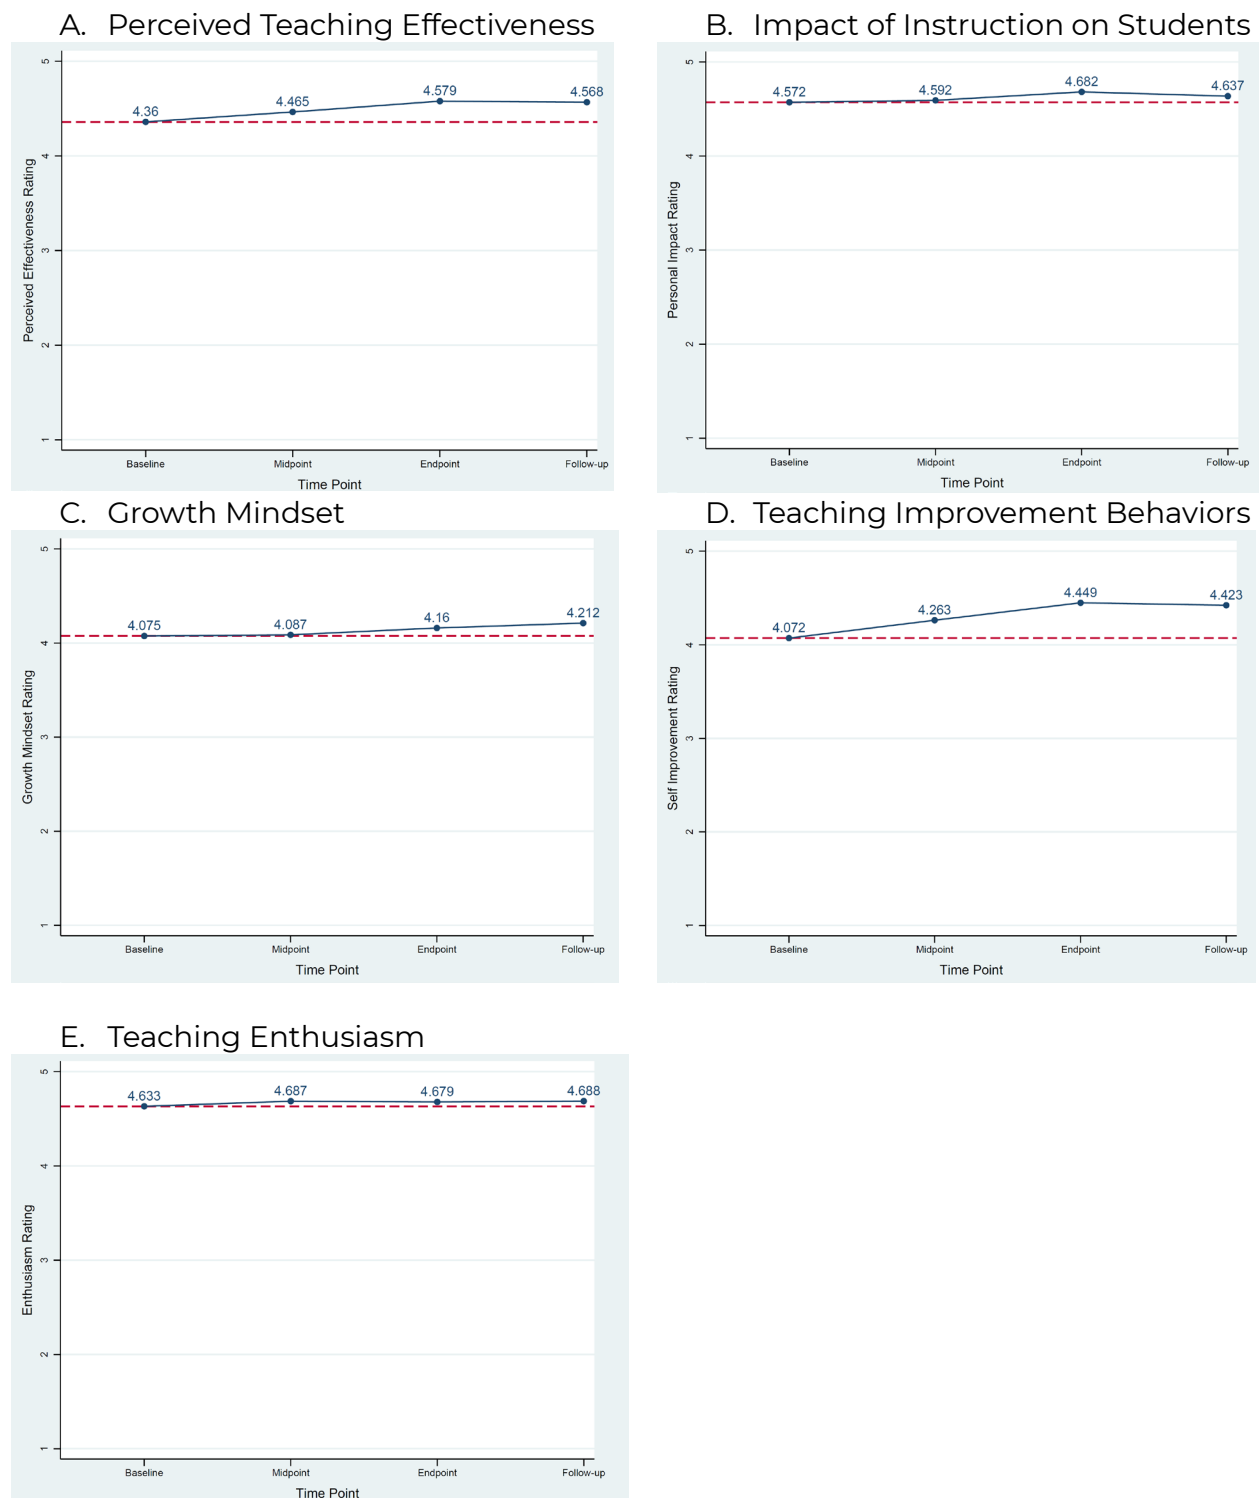 A. Perceived Teaching Effectiveness
5
4
3
2
1
Perceived Effectiveness Rating
4.36
4.465
4.579
4.568
Baseline Midpoint Endpoint Follow-up
Time Point
B. Impact of Instruction on Students
5
4
3
2
1
Personal Impact Rating
4.572
4.592
4.682
4.637
Baseline Midpoint Endpoint Follow-up
Time Point
C. Growth Mindset
5
4
3
2
1
Growth Mindset Rating
4.075
4.087
4.16
4.212
Baseline Midpoint Endpoint Follow-up
Time Point
D. Teaching Improvement Behaviors
5
4
3
2
1
Self Improvement Rating
4.072
4.263
4.449
4.423
Baseline Midpoint Endpoint Follow-up
Time Point
E. Teaching Enthusiasm
5
4
3
2
1
Enthusiasm Rating
4.633
4.687
4.679
4.688
Baseline Midpoint Endpoint Follow-up
Time Point